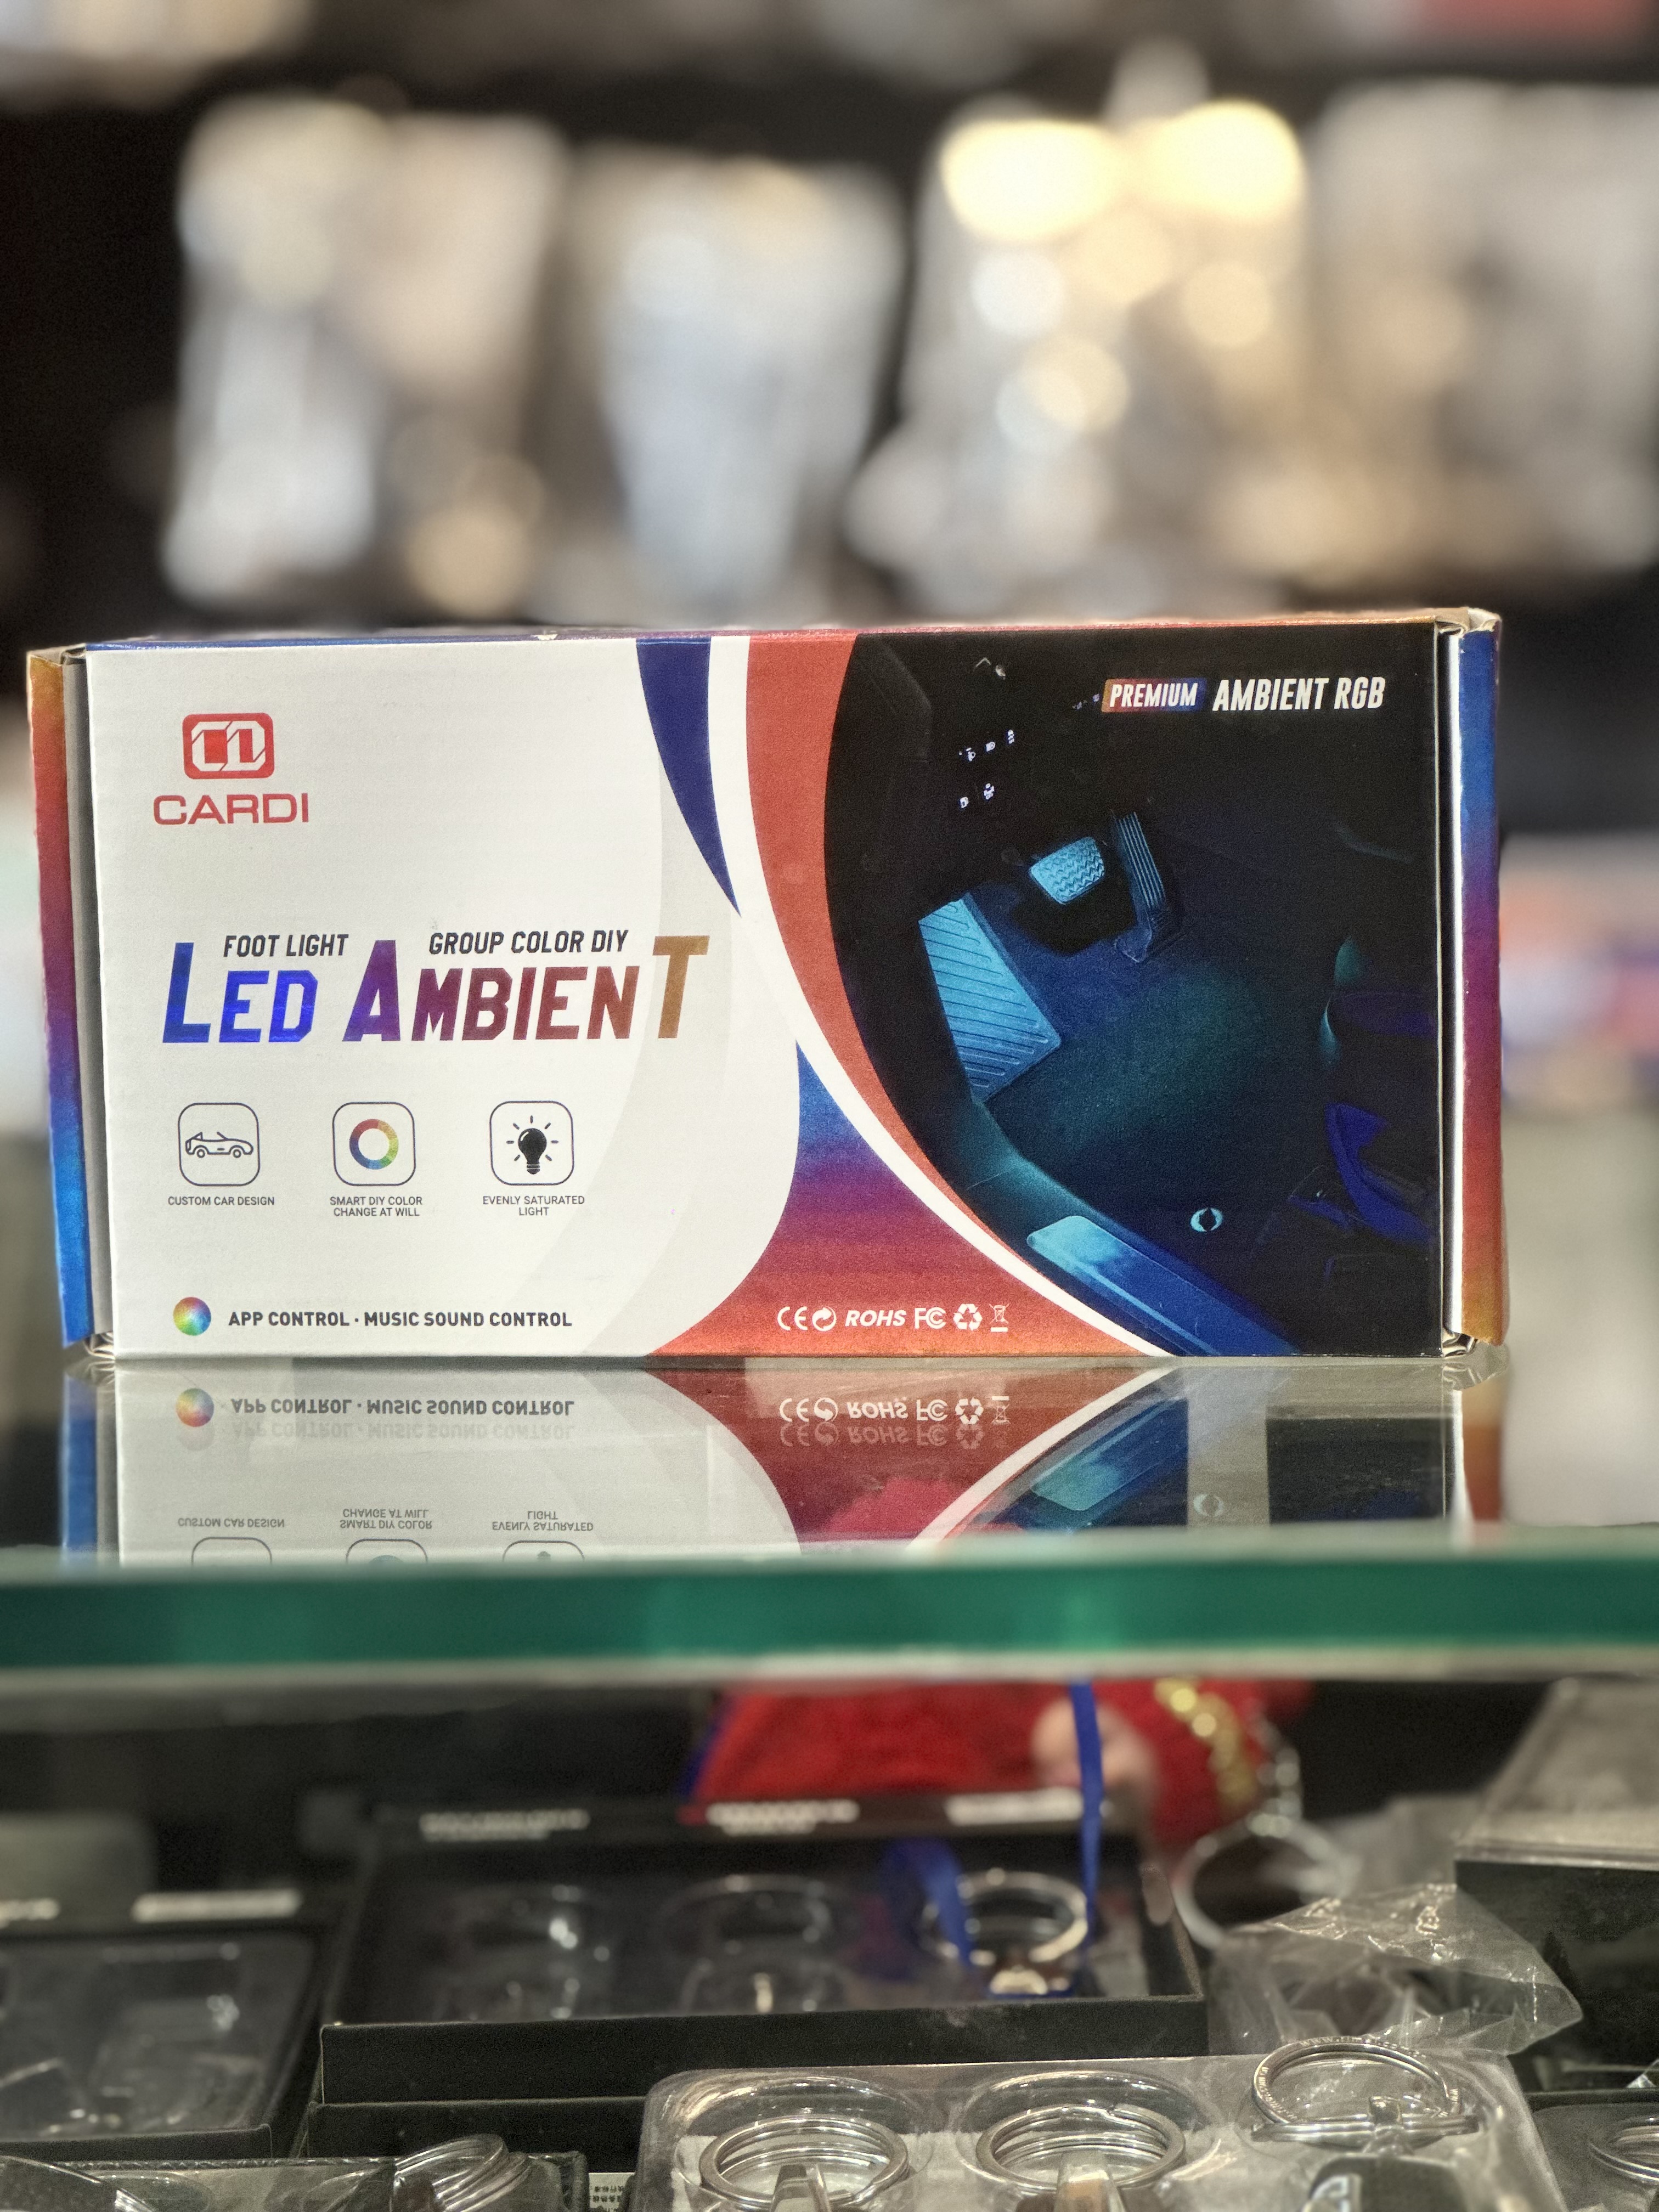 CARDI
PREMIUM AMBIENT RGB
FOOT LIGHT GROUP COLOR DIY
LED AMBIENT
CUSTOM CAR DESIGN
SMART DIY COLOR
CHANGE AT WILL
EVENLY SATURATED
LIGHT
APP CONTROL · MUSIC SOUND CONTROL
CE ROHS FC